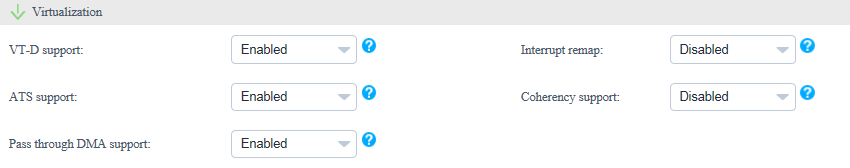 Virtualization
VT-D support: Enabled ? Interrupt remap: Disabled ?
ATS support: Enabled ? Coherency support: Disabled ?
Pass through DMA support: Enabled ?